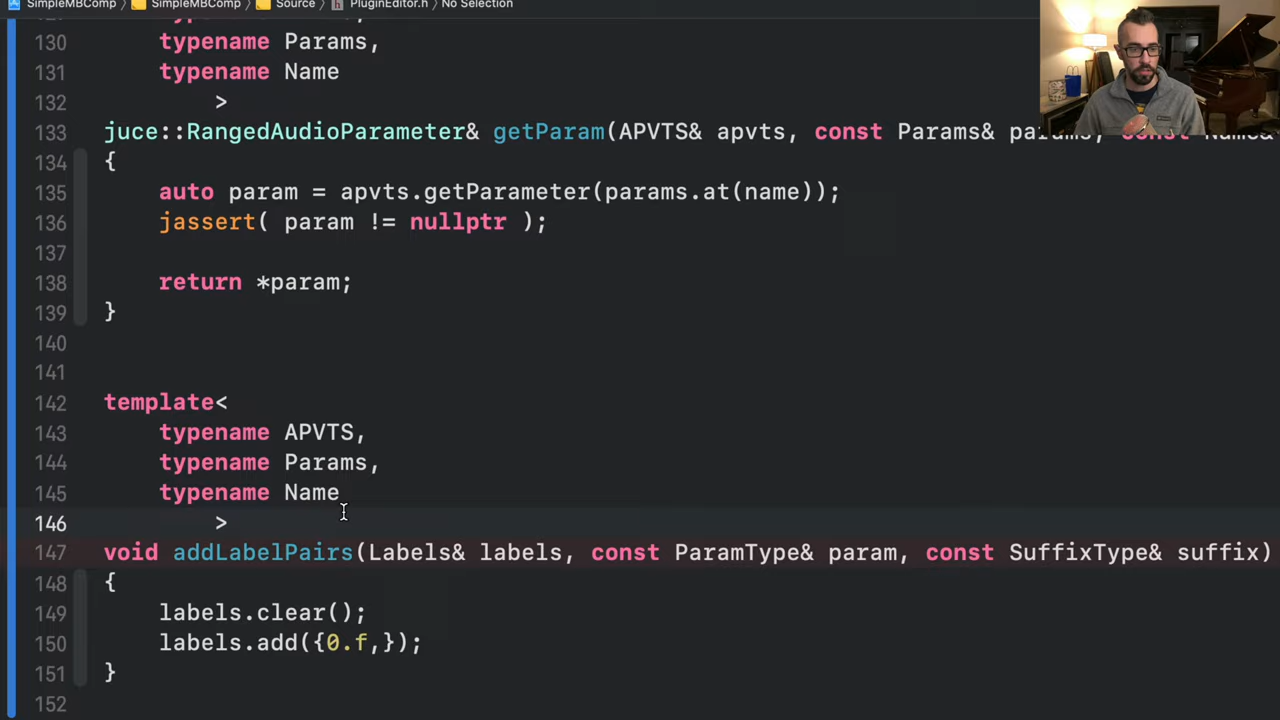 SimpleMBComp SimpleMBComp Source PluginEditor.h No Selection
130 typename Params,
131 typename Name
132 >
133 juce::RangedAudioParameter& getParam(APVTS& apvts, const Params& params, const Name&
134 {
135 auto param = apvts.getParameter(params.at(name));
136 jassert( param != nullptr );
137
138 return *param;
139 }
140
141
142 template<
143 typename APVTS,
144 typename Params,
145 typename Name
146 >
147 void addLabelPairs(Labels& labels, const ParamType& param, const SuffixType& suffix)
148 {
149 labels.clear();
150 labels.add({0.f,});
151 }
152